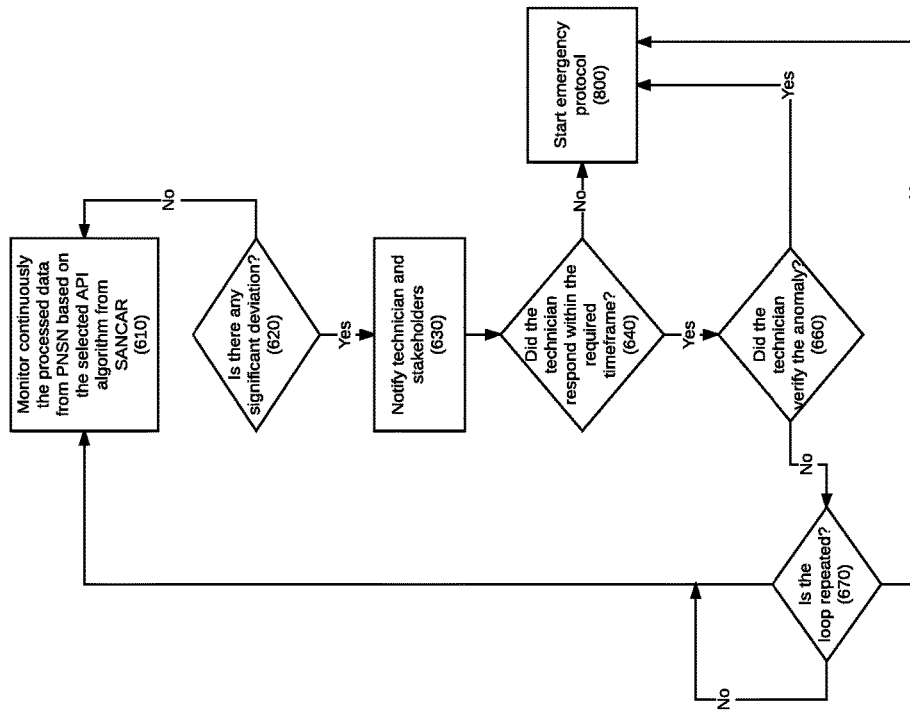 Monitor continuously
the processed data
from PNSN based on
the selected API
algorithm from
SANCAR
(610)
No
Is there any
significant deviation?
(620)
Yes
Notify technician and
stakeholders
(630)
Did the
technician
respond within the
required
timeframe?
(640)
No
Start emergency
protocol
(800)
Yes
Did the
technician
verify the anomaly?
(660)
Yes
No
Is the
loop repeated?
(670)
No